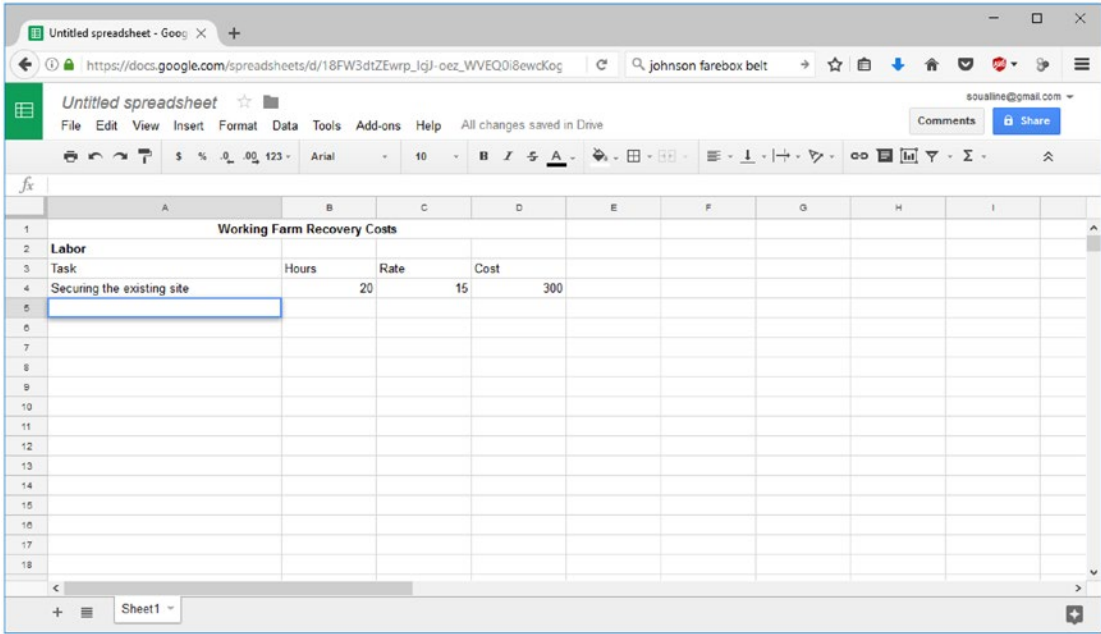 Untitled spreadsheet - Goog
https://docs.google.com/spreadsheets/d/18FW3dtZEwrp_IqJ-oez_WVEQ0i8ewcKog
johnson farebox belt
Untitled spreadsheet
soualine@gmail.com
File Edit View Insert Format Data Tools Add-ons Help All changes saved in Drive
Comments Share
$ % .0 .00 123 Arial 10 B I S A
fx
A B C D E F G H I
1 Working Farm Recovery Costs
2 Labor
3 Task Hours Rate Cost
4 Securing the existing site 20 15 300
5
6
7
8
9
10
11
12
13
14
15
16
17
18
Sheet1